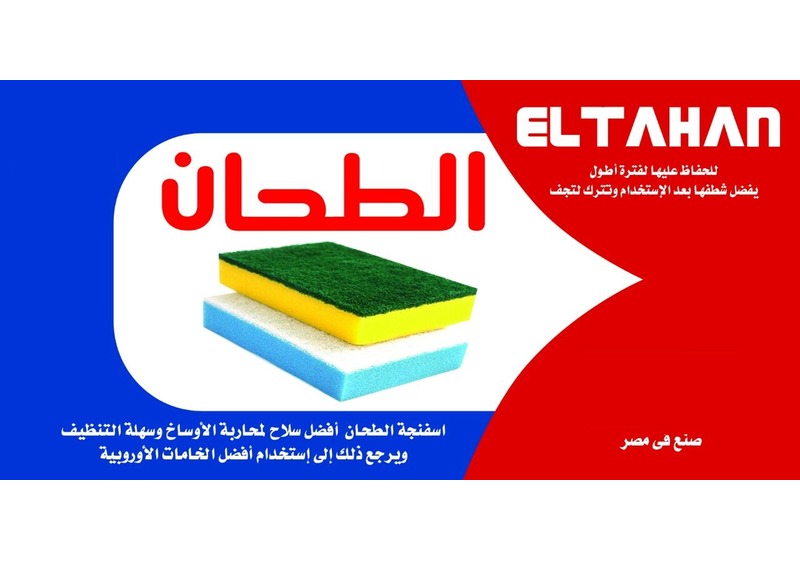 ELTAHAN
للحفاظ عليها لفترة أطول
يفضل شطفها بعد الإستخدام وتترك لتجف
الطحان
اسفنجة الطحان أفضل سلاح لمحاربة الأوساخ وسهلة التنظيف
ويرجع ذلك إلى إستخدام أفضل الخامات الأوروبية
صنع فى مصر